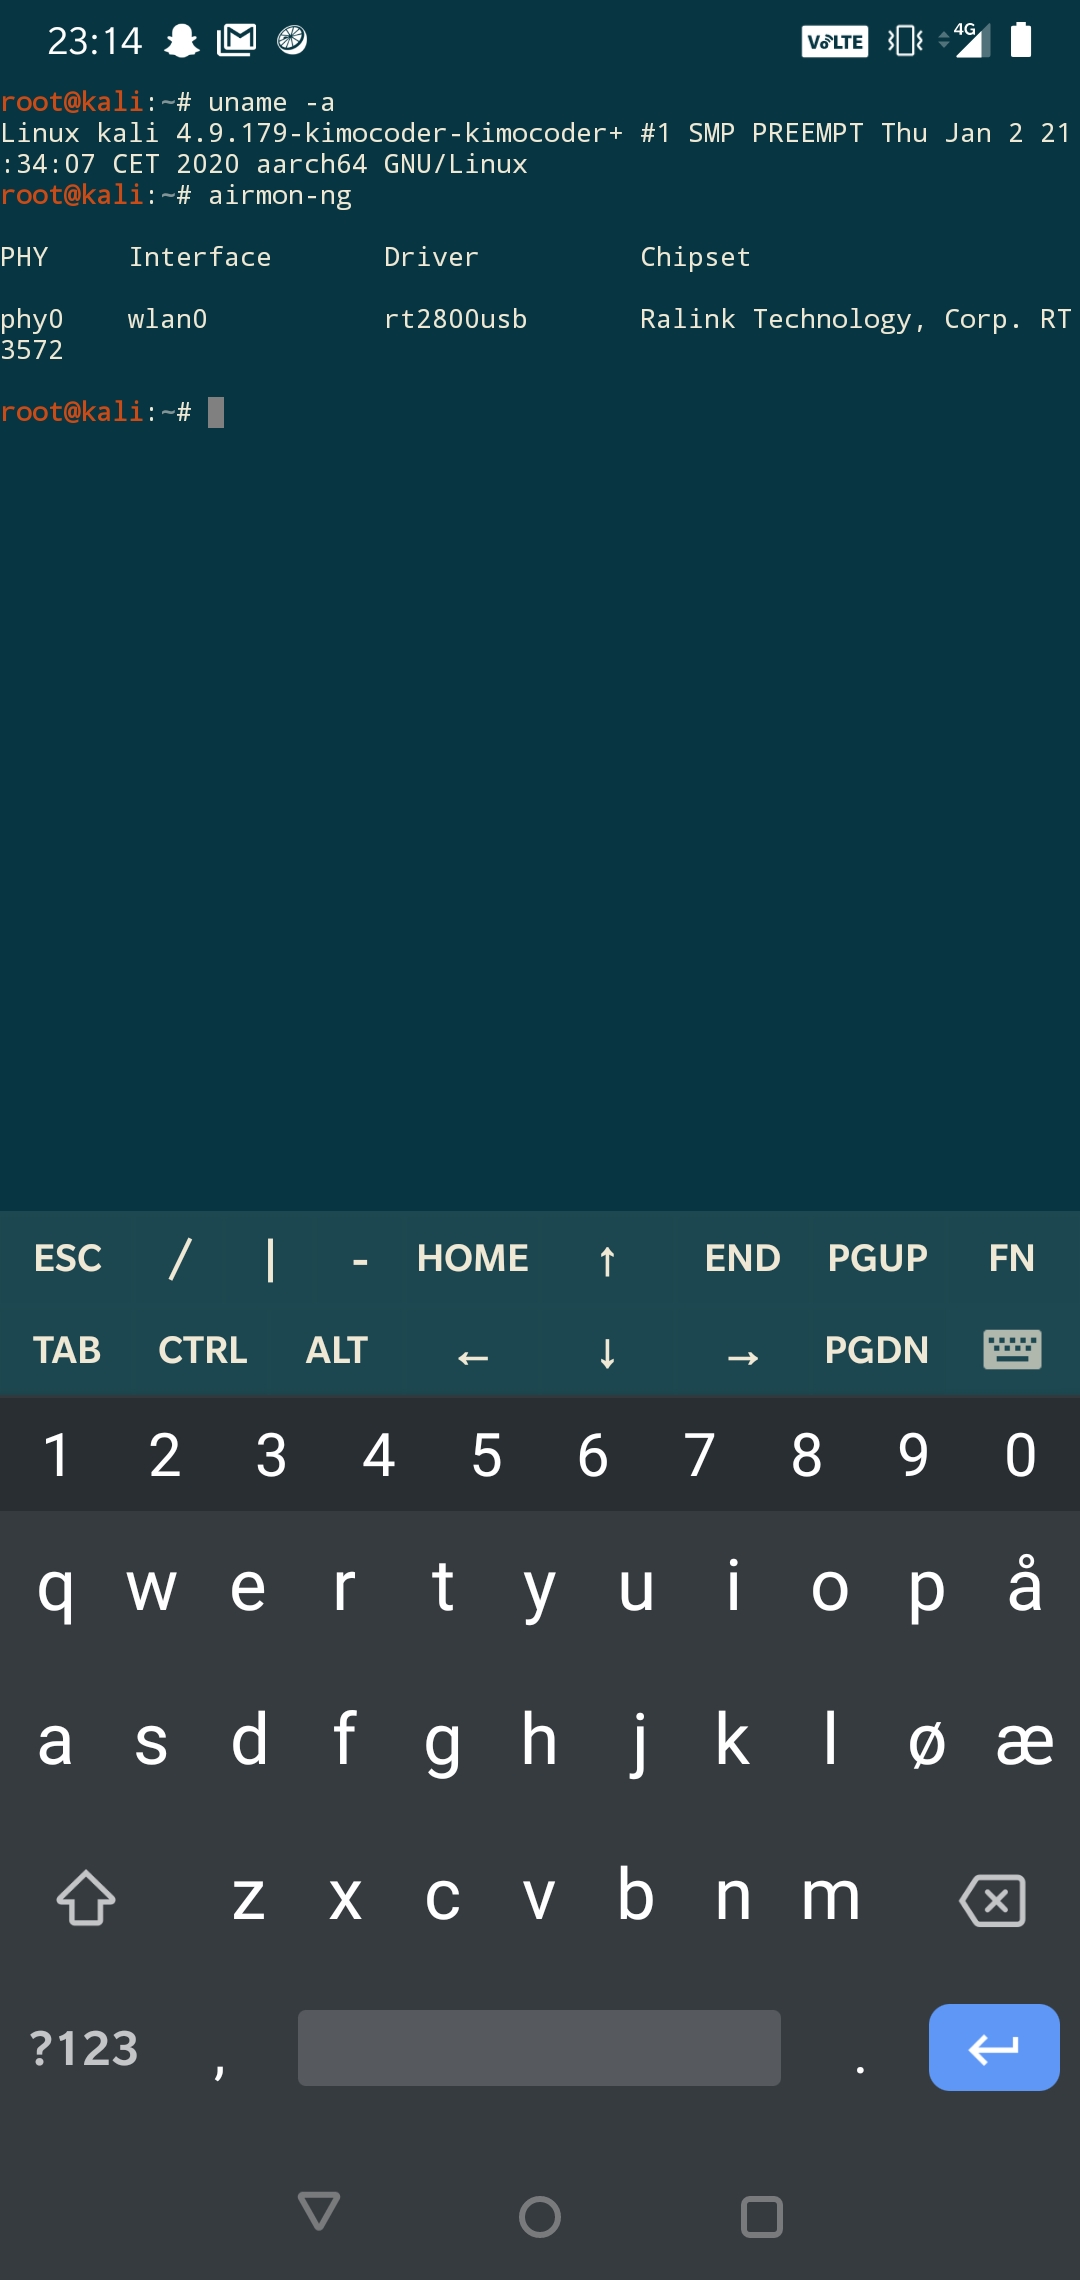 23:14 VoLTE 4G
root@kali:~# uname -a
Linux kali 4.9.179-kimocoder-kimocoder+ #1 SMP PREEMPT Thu Jan 2 21
:34:07 CET 2020 aarch64 GNU/Linux
root@kali:~# airmon-ng
PHY Interface Driver Chipset
phy0 wlan0 rt2800usb Ralink Technology, Corp. RT
3572
root@kali:~#
ESC / | - HOME ↑ END PGUP FN
TAB CTRL ALT ← ↓ → PGDN
1 2 3 4 5 6 7 8 9 0
q w e r t y u i o p å
a s d f g h j k l ø æ
z x c v b n m
?123 , .